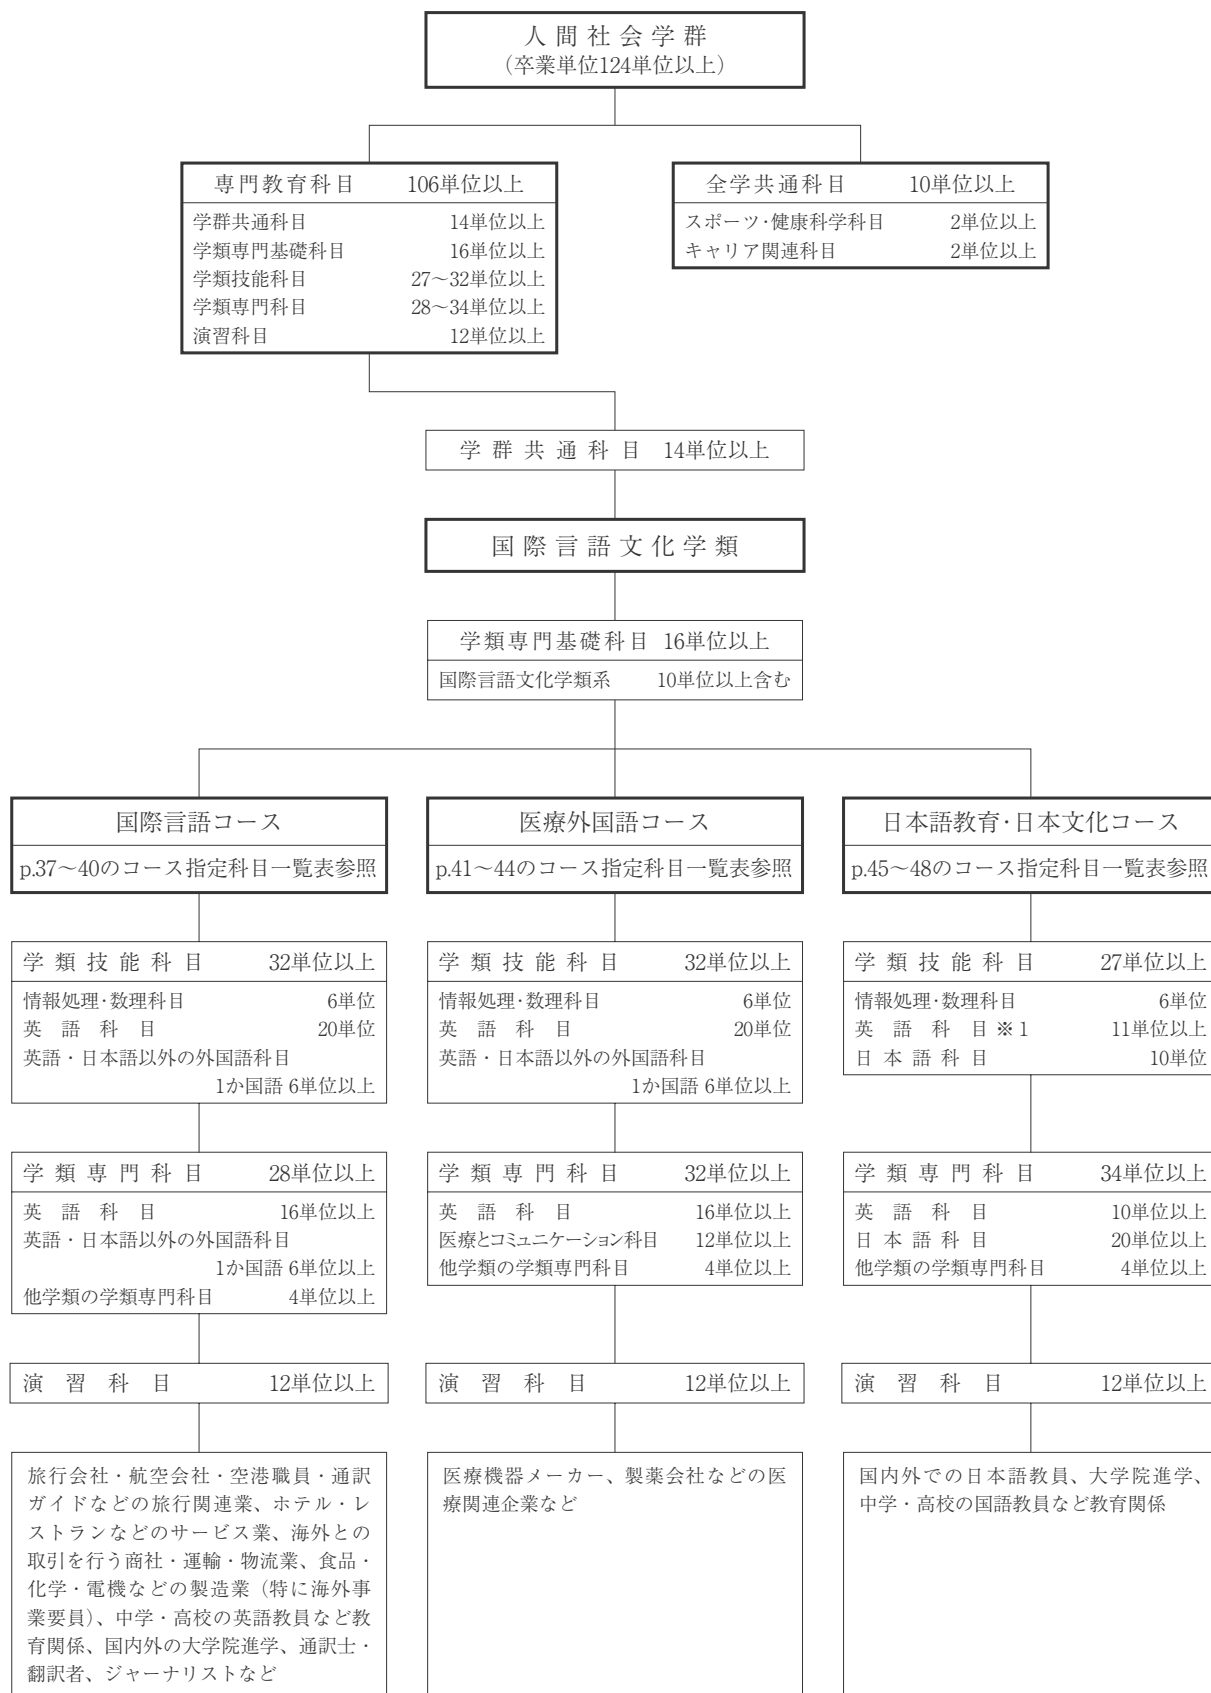 人間社会学群
（卒業単位124単位以上）
専門教育科目 106単位以上
学群共通科目 14単位以上
学類専門基礎科目 16単位以上
学類技能科目 27～32単位以上
学類専門科目 28～34単位以上
演習科目 12単位以上
全学共通科目 10単位以上
スポーツ・健康科学科目 2単位以上
キャリア関連科目 2単位以上
学群共通科目 14単位以上
国際言語文化学類
学類専門基礎科目 16単位以上
国際言語文化学類系 10単位以上含む
国際言語コース
p.37～40のコース指定科目一覧表参照
学類技能科目 32単位以上
情報処理・数理科目 6単位
英語科目 20単位
英語・日本語以外の外国語科目
1か国語 6単位以上
学類専門科目 28単位以上
英語科目 16単位以上
英語・日本語以外の外国語科目
1か国語 6単位以上
他学類の学類専門科目 4単位以上
演習科目 12単位以上
旅行会社・航空会社・空港職員・通訳
ガイドなどの旅行関連業、ホテル・レ
ストランなどのサービス業、海外との
取引を行う商社・運輸・物流業、食品・
化学・電機などの製造業（特に海外事
業要員）、中学・高校の英語教員など教
育関係、国内外の大学院進学、通訳士・
翻訳者、ジャーナリストなど
医療外国語コース
p.41～44のコース指定科目一覧表参照
学類技能科目 32単位以上
情報処理・数理科目 6単位
英語科目 20単位
英語・日本語以外の外国語科目
1か国語 6単位以上
学類専門科目 32単位以上
英語科目 16単位以上
医療とコミュニケーション科目 12単位以上
他学類の学類専門科目 4単位以上
演習科目 12単位以上
医療機器メーカー、製薬会社などの医
療関連企業など
日本語教育・日本文化コース
p.45～48のコース指定科目一覧表参照
学類技能科目 27単位以上
情報処理・数理科目 6単位
英語科目※1 11単位以上
日本語科目 10単位
学類専門科目 34単位以上
英語科目 10単位以上
日本語科目 20単位以上
他学類の学類専門科目 4単位以上
演習科目 12単位以上
国内外での日本語教員、大学院進学、
中学・高校の国語教員など教育関係